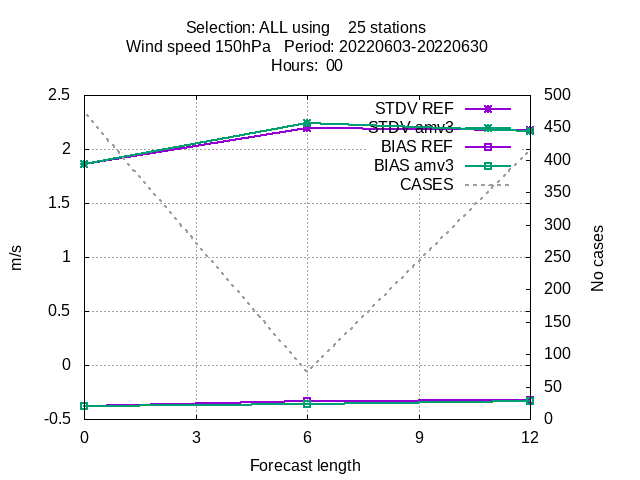 Selection: ALL using 25 stations
Wind speed 150hPa Period: 20220603-20220630
Hours: 00
STDV REF
STDV amv3
BIAS REF
BIAS amv3
CASES
2.5
2
1.5
1
0.5
0
-0.5
m/s
500
450
400
350
300
250
200
150
100
50
0
No cases
0 3 6 9 12
Forecast length